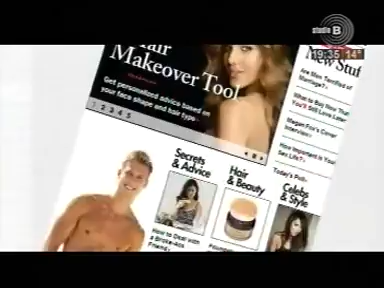 studio B
19:35 14°
Hair
Makeover Tool
Get personalized advice based on
your face shape and hair type
1 2 3 4 5
New Stuff
Are Men Terrified of
Marriage?
What to Buy Now That
You'll Still Love Later
Megan Fox's Cover
Interview
How Important Is Your
Sex Life?
Today's Poll
Secrets
& Advice
Hair
& Beauty
Celebs
& Style
How to Deal with
a Broke-Ass
Friend